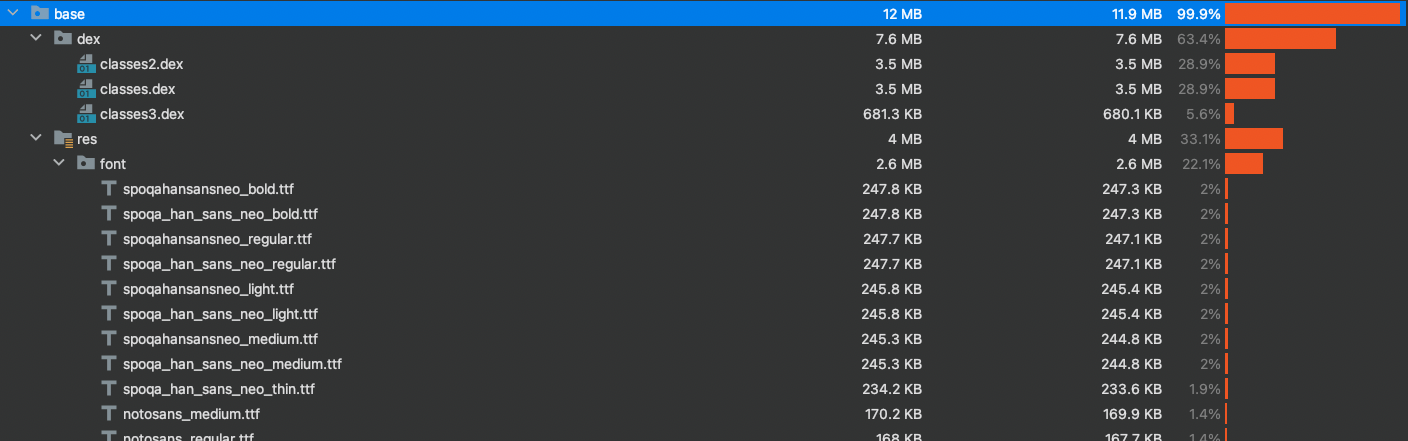 base 12 MB 11.9 MB 99.9%
dex 7.6 MB 7.6 MB 63.4%
01 classes2.dex 3.5 MB 3.5 MB 28.9%
01 classes.dex 3.5 MB 3.5 MB 28.9%
01 classes3.dex 681.3 KB 680.1 KB 5.6%
res 4 MB 4 MB 33.1%
font 2.6 MB 2.6 MB 22.1%
spoqahansansneo_bold.ttf 247.8 KB 247.3 KB 2%
spoqa_han_sans_neo_bold.ttf 247.8 KB 247.3 KB 2%
spoqahansansneo_regular.ttf 247.7 KB 247.1 KB 2%
spoqa_han_sans_neo_regular.ttf 247.7 KB 247.1 KB 2%
spoqahansansneo_light.ttf 245.8 KB 245.4 KB 2%
spoqa_han_sans_neo_light.ttf 245.8 KB 245.4 KB 2%
spoqahansansneo_medium.ttf 245.3 KB 244.8 KB 2%
spoqa_han_sans_neo_medium.ttf 245.3 KB 244.8 KB 2%
spoqa_han_sans_neo_thin.ttf 234.2 KB 233.6 KB 1.9%
notosans_medium.ttf 170.2 KB 169.9 KB 1.4%
notosans_regular.ttf 168 KB 167.7 KB 1.4%